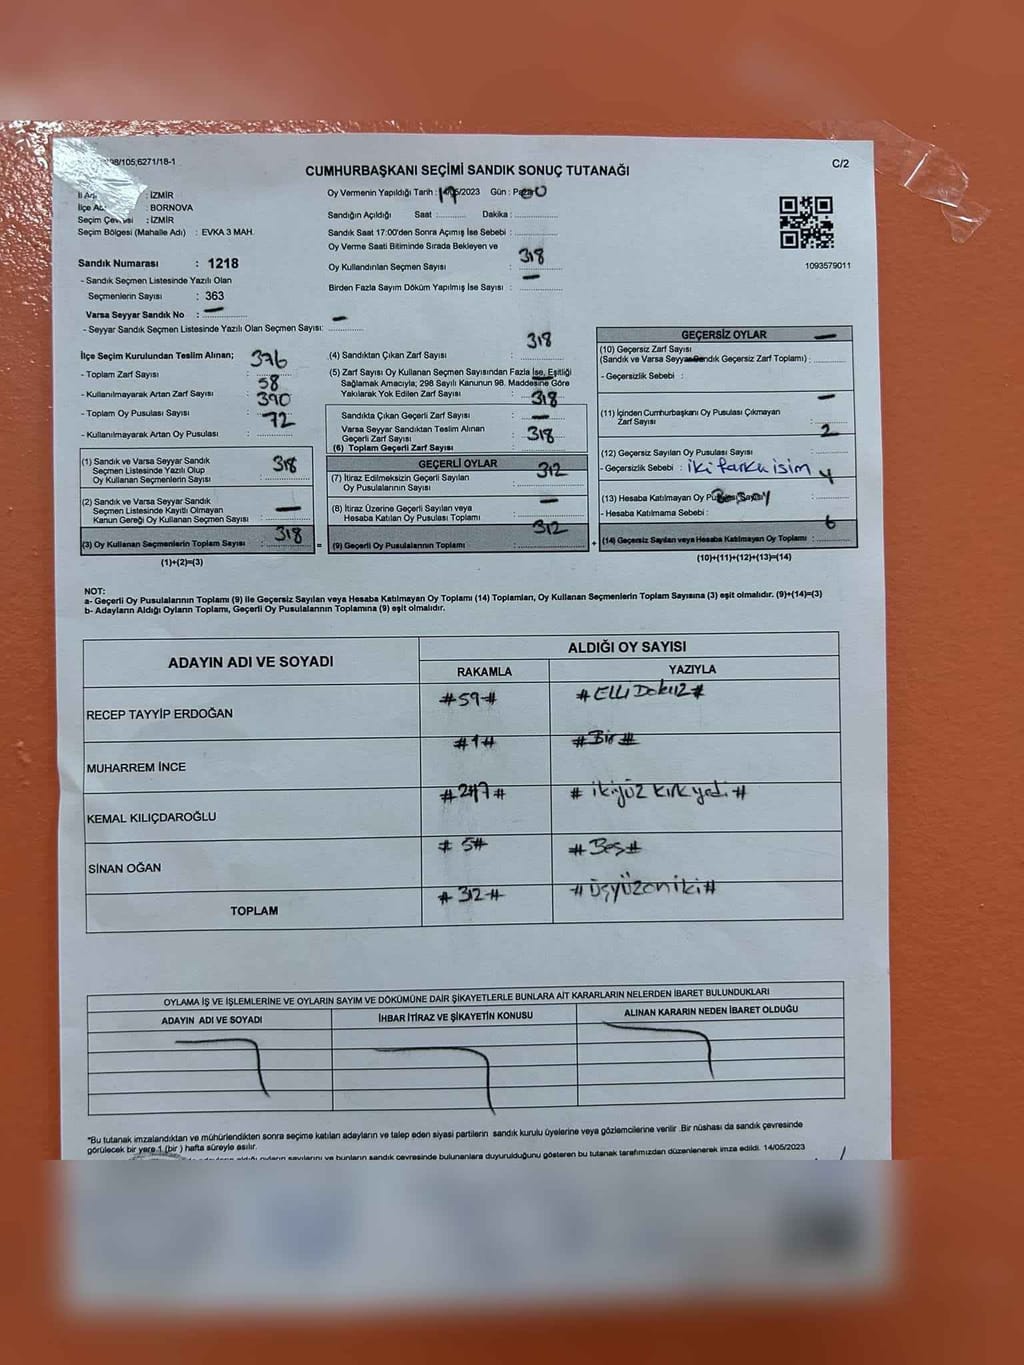 98/105;6271/18-1
C/2
CUMHURBAŞKANI SEÇİMİ SANDIK SONUÇ TUTANAĞI
İl Adı : İZMİR
İlçe Adı : BORNOVA
Seçim Çevresi : İZMİR
Seçim Bölgesi (Mahalle Adı) : EVKA 3 MAH.
Oy Vermenin Yapıldığı Tarih : 14/05/2023 Gün : Pazar
Sandığın Açıldığı Saat :........... Dakika :..............
Sandık Saat 17:00'den Sonra Açımış İse Sebebi :..............
Oy Verme Saati Bitiminde Sırada Bekleyen ve
Oy Kullandırılan Seçmen Sayısı : 318
Birden Fazla Sayım Döküm Yapılmış İse Sayısı : —
1093579011
Sandık Numarası : 1218
- Sandık Seçmen Listesinde Yazılı Olan
Seçmenlerin Sayısı : 363
Varsa Seyyar Sandık No : —
- Seyyar Sandık Seçmen Listesinde Yazılı Olan Seçmen Sayısı: —
İlçe Seçim Kurulundan Teslim Alınan;
- Toplam Zarf Sayısı : 376
- Kullanılmayarak Artan Zarf Sayısı : 58
- Toplam Oy Pusulası Sayısı : 390
- Kullanılmayarak Artan Oy Pusulası : 72
(1) Sandık ve Varsa Seyyar Sandık
Seçmen Listesinde Yazılı Olup
Oy Kullanan Seçmenlerin Sayısı : 318
(2) Sandık ve Varsa Seyyar Sandık
Seçmen Listesinde Kayıtlı Olmayan
Kanun Gereği Oy Kullanan Seçmen Sayısı : —
(3) Oy Kullanan Seçmenlerin Toplam Sayısı : 318
(1)+(2)=(3)
=
(4) Sandıktan Çıkan Zarf Sayısı : 318
(5) Zarf Sayısı Oy Kullanan Seçmen Sayısından Fazla İse, Eşitliği
Sağlamak Amacıyla; 298 Sayılı Kanunun 98. Maddesine Göre
Yakılarak Yok Edilen Zarf Sayısı : —
Sandıkta Çıkan Geçerli Zarf Sayısı : 318
Varsa Seyyar Sandıktan Teslim Alınan
Geçerli Zarf Sayısı : —
(6) Toplam Geçerli Zarf Sayısı : 318
GEÇERLİ OYLAR
(7) İtiraz Edilmeksizin Geçerli Sayılan
Oy Pusulalarının Sayısı : 312
(8) İtiraz Üzerine Geçerli Sayılan veya
Hesaba Katılan Oy Pusulası Toplamı : —
(9) Geçerli Oy Pusulalarının Toplamı : 312
+
GEÇERSİZ OYLAR
(10) Geçersiz Zarf Sayısı
(Sandık ve Varsa Seyyar Sandık Geçersiz Zarf Toplamı) : —
- Geçersizlik Sebebi :
(11) İçinden Cumhurbaşkanı Oy Pusulası Çıkmayan
Zarf Sayısı : —
(12) Geçersiz Sayılan Oy Pusulası Sayısı : 2
- Geçersizlik Sebebi : iki farklı isim
(13) Hesaba Katılmayan Oy Pusulası Sayısı : 4
- Hesaba Katılmama Sebebi :
(14) Geçersiz Sayılan veya Hesaba Katılmayan Oy Toplamı : 6
(10)+(11)+(12)+(13)=(14)
NOT:
a- Geçerli Oy Pusulalarının Toplamı (9) ile Geçersiz Sayılan veya Hesaba Katılmayan Oy Toplamı (14) Toplamları, Oy Kullanan Seçmenlerin Toplam Sayısına (3) eşit olmalıdır. (9)+(14)=(3)
b- Adayların Aldığı Oyların Toplamı, Geçerli Oy Pusulalarının Toplamına (9) eşit olmalıdır.
ADAYIN ADI VE SOYADI
ALDIĞI OY SAYISI
RAKAMLA YAZIYLA
RECEP TAYYİP ERDOĞAN #59# #Elli Dokuz#
MUHARREM İNCE #1# #Bir#
KEMAL KILIÇDAROĞLU #247# #ikiyüz kırk yedi#
SİNAN OĞAN #5# #Beş#
TOPLAM #312# #üçyüzoniki#
OYLAMA İŞ VE İŞLEMLERİNE VE OYLARIN SAYIM VE DÖKÜMÜNE DAİR ŞİKAYETLERLE BUNLARA AİT KARARLARIN NELERDEN İBARET BULUNDUKLARI
ADAYIN ADI VE SOYADI İHBAR İTİRAZ VE ŞİKAYETİN KONUSU ALINAN KARARIN NEDEN İBARET OLDUĞU
*Bu tutanak imzalandıktan ve mühürlendikten sonra seçime katılan adayların ve talep eden siyasi partilerin sandık kurulu üyelerine veya gözlemcilerine verilir .Bir nüshası da sandık çevresinde
görülecek bir yere 1 (bir ) hafta süreyle asılır.
aldığı oyların sayılarını ve bunların sandık çevresinde bulunanlara duyurulduğunu gösteren bu tutanak tarafımızdan düzenlenerek imza edildi. 14/05/2023